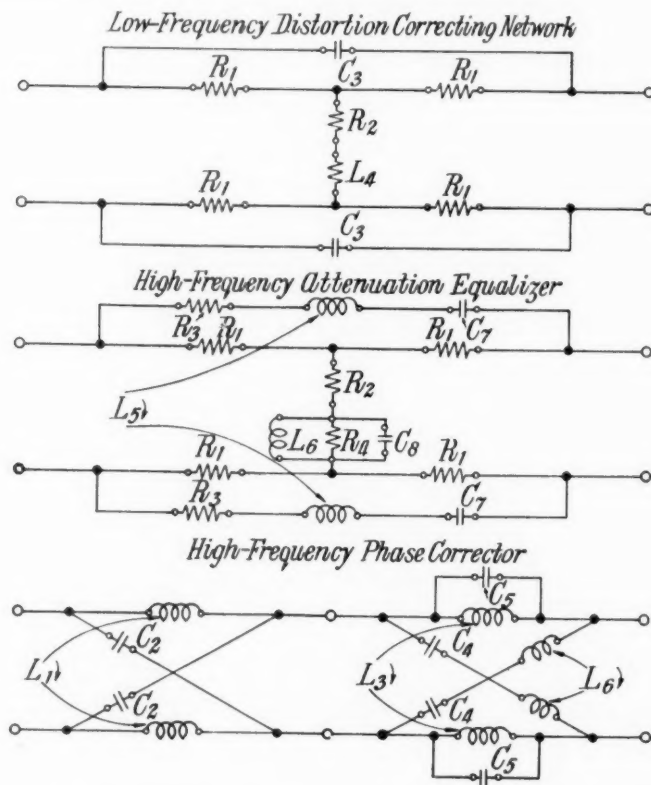 Low-Frequency Distortion Correcting Network
C3
R1 R1
R2
L4
R1 R1
C3
High-Frequency Attenuation Equalizer
R3 R1 R1 C7
R2
L5
L6 R4 C8
R1 R1
R3 C7
High-Frequency Phase Corrector
C5
C2 C4
L1 L3 L6
C2 C4
C5